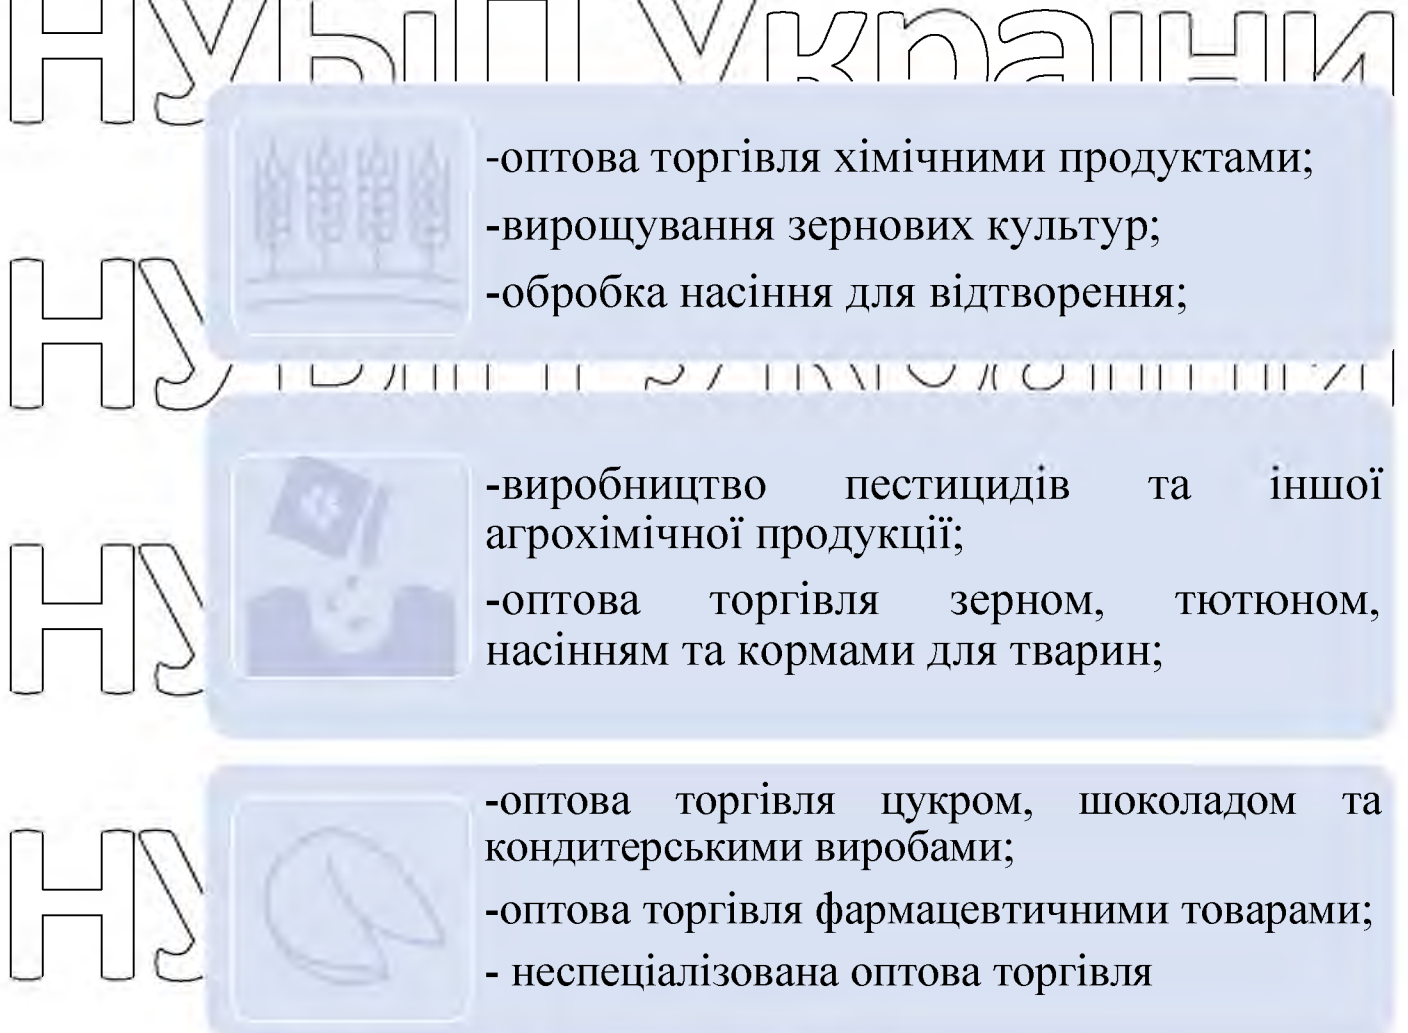 НУБіП України
-оптова торгівля хімічними продуктами;
-вирощування зернових культур;
-обробка насіння для відтворення;
-виробництво пестицидів та іншої
агрохімічної продукції;
-оптова торгівля зерном, тютюном,
насінням та кормами для тварин;
-оптова торгівля цукром, шоколадом та
кондитерськими виробами;
-оптова торгівля фармацевтичними товарами;
- неспеціалізована оптова торгівля